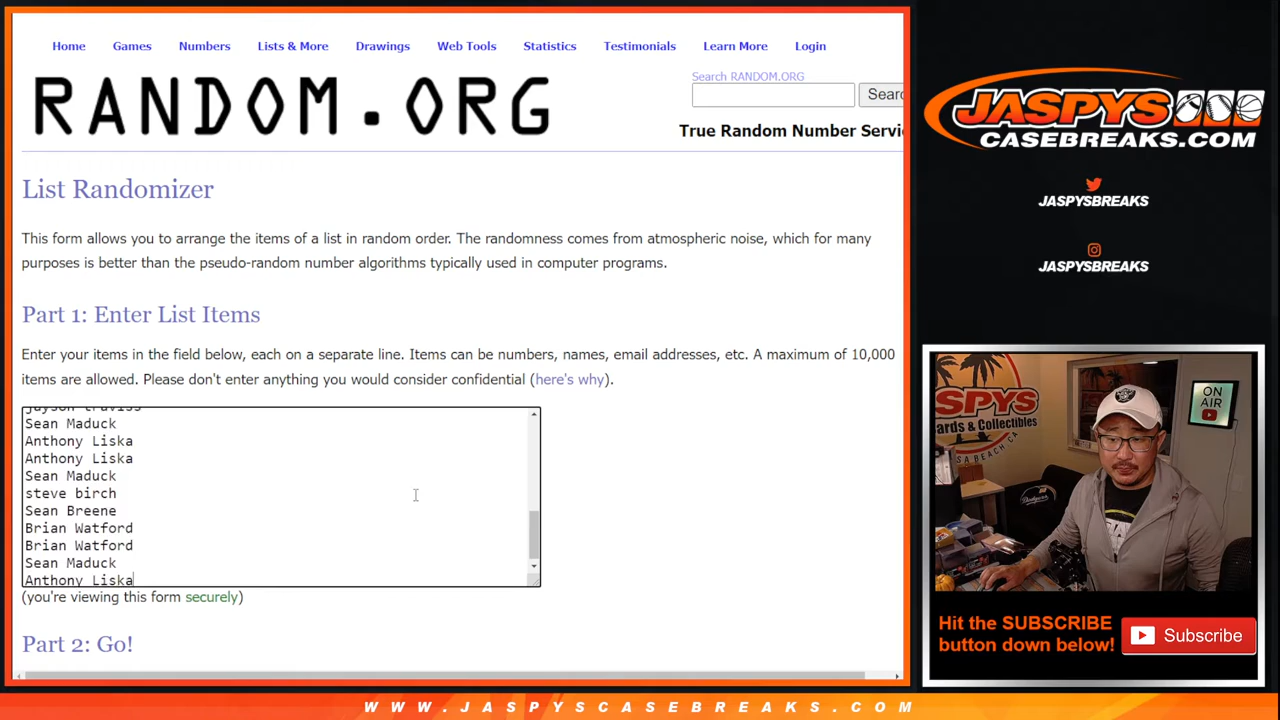 Home Games Numbers Lists & More Drawings Web Tools Statistics Testimonials Learn More Login
RANDOM.ORG
Search RANDOM.ORG
Searc
True Random Number Servi
List Randomizer
This form allows you to arrange the items of a list in random order. The randomness comes from atmospheric noise, which for many
purposes is better than the pseudo-random number algorithms typically used in computer programs.
Part 1: Enter List Items
Enter your items in the field below, each on a separate line. Items can be numbers, names, email addresses, etc. A maximum of 10,000
items are allowed. Please don't enter anything you would consider confidential (here's why).
jayson traviss
Sean Maduck
Anthony Liska
Anthony Liska
Sean Maduck
steve birch
Sean Breene
Brian Watford
Brian Watford
Sean Maduck
Anthony Liska
(you're viewing this form securely)
Part 2: Go!
JASPYS
CASEBREAKS.COM
JASPYSBREAKS
JASPYSBREAKS
ON
AIR
Dodgers
Hit the SUBSCRIBE
button down below!
Subscribe
WWW.JASPYSCASEBREAKS.COM